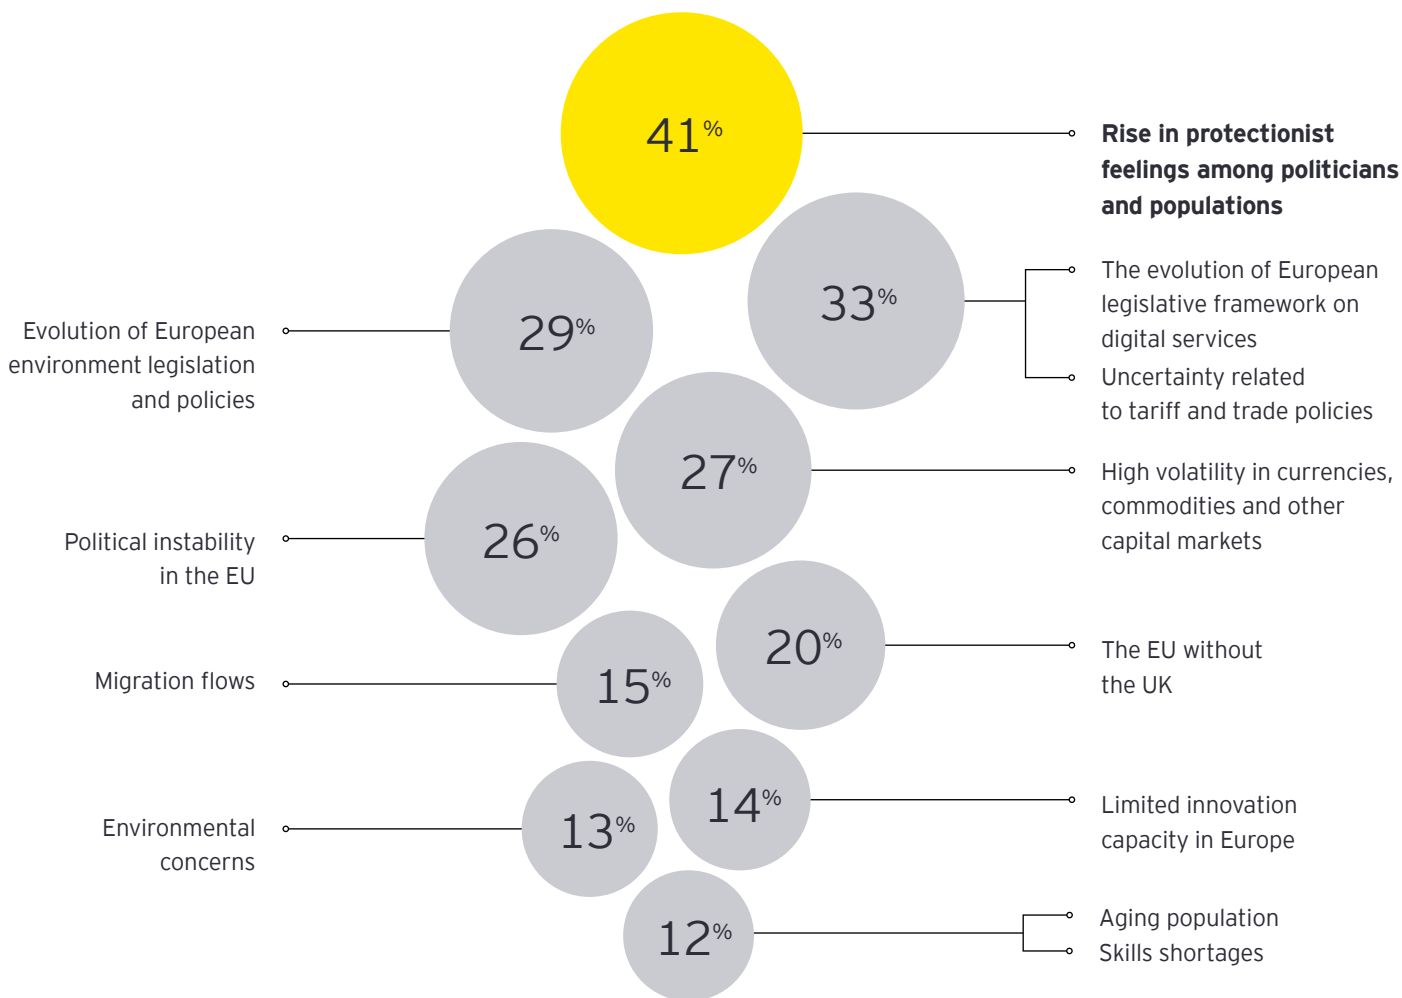 41%
Rise in protectionist
feelings among politicians
and populations
33%
The evolution of European
legislative framework on
digital services
Uncertainty related
to tariff and trade policies
29%
Evolution of European
environment legislation
and policies
27%
High volatility in currencies,
commodities and other
capital markets
26%
Political instability
in the EU
20%
The EU without
the UK
15%
Migration flows
14%
Limited innovation
capacity in Europe
13%
Environmental
concerns
12%
Aging population
Skills shortages